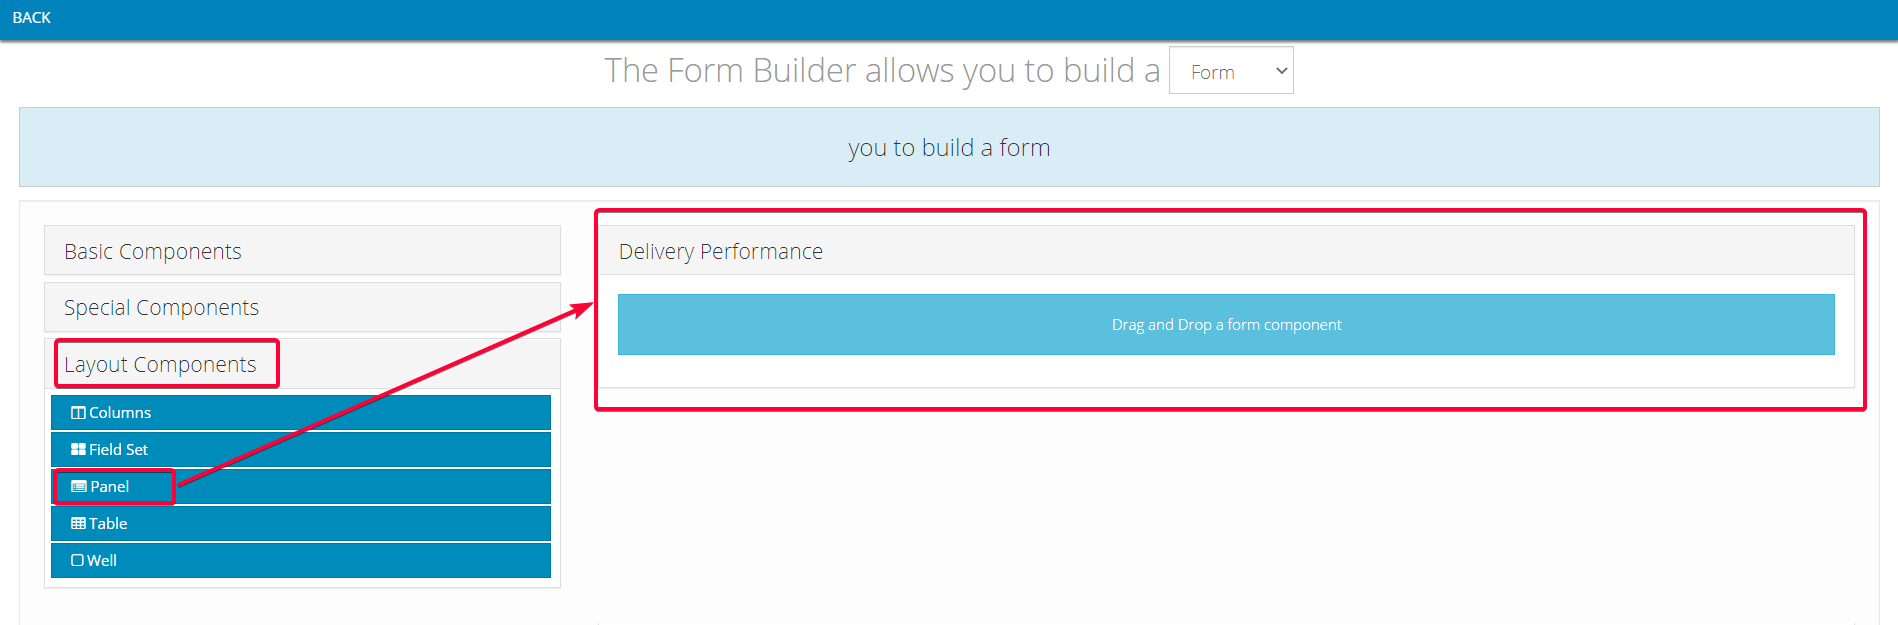 BACK
The Form Builder allows you to build a Form
you to build a form
Basic Components
Special Components
Layout Components
Columns
Field Set
Panel
Table
Well
Delivery Performance
Drag and Drop a form component